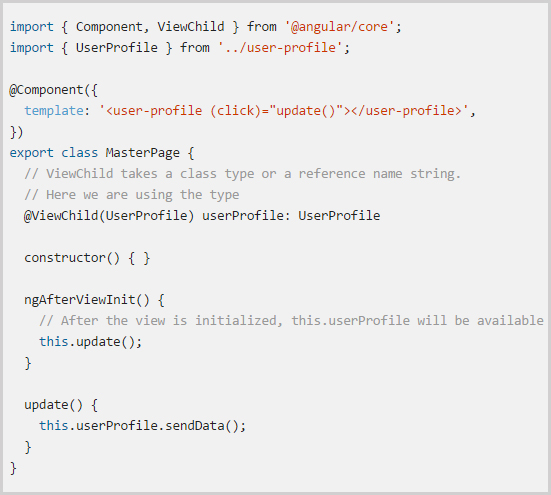 import { Component, ViewChild } from '@angular/core';
import { UserProfile } from '../user-profile';
@Component({
template: '<user-profile (click)="update()"></user-profile>',
})
export class MasterPage {
// ViewChild takes a class type or a reference name string.
// Here we are using the type
@ViewChild(UserProfile) userProfile: UserProfile
constructor() { }
ngAfterViewInit() {
// After the view is initialized, this.userProfile will be available
this.update();
}
update() {
this.userProfile.sendData();
}
}